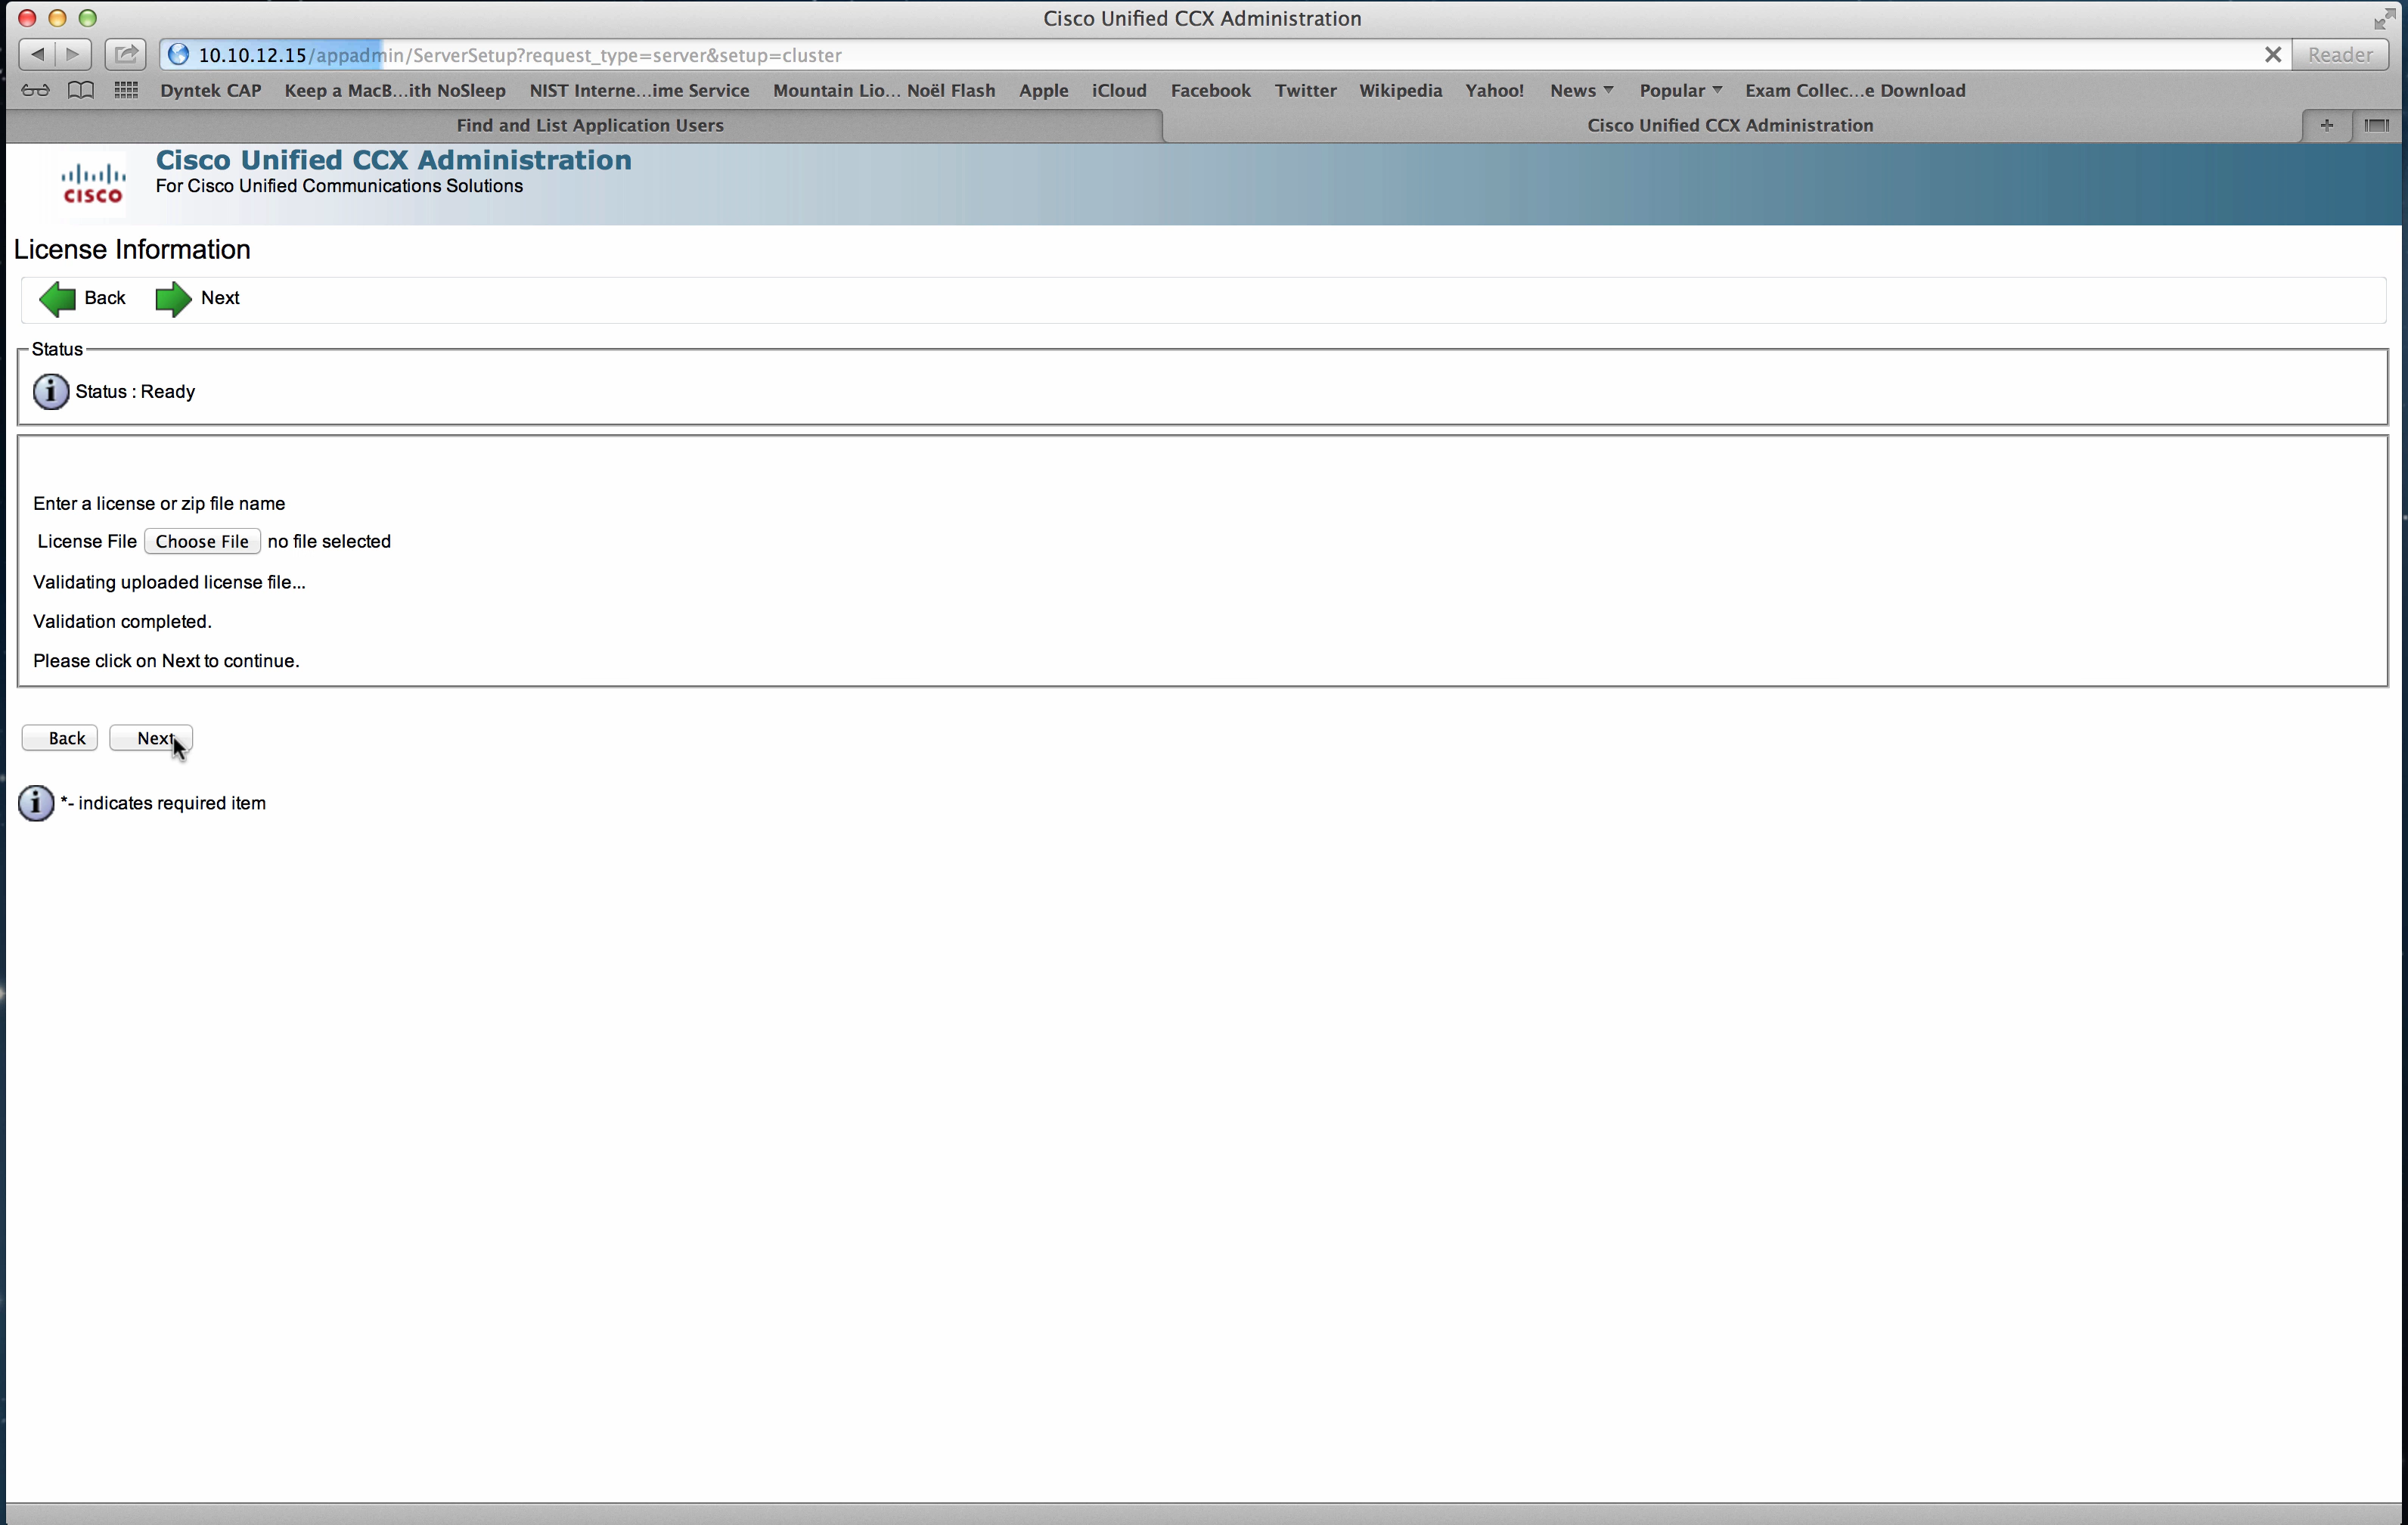 Cisco Unified CCX Administration
10.10.12.15/appadmin/ServerSetup?request_type=server&setup=cluster
Reader
Dyntek CAP Keep a MacB...ith NoSleep NIST Interne...ime Service Mountain Lio... Noël Flash Apple iCloud Facebook Twitter Wikipedia Yahoo! News Popular Exam Collec...e Download
Find and List Application Users Cisco Unified CCX Administration
CISCO
Cisco Unified CCX Administration
For Cisco Unified Communications Solutions
License Information
Back Next
Status
Status : Ready
Enter a license or zip file name
License File Choose File no file selected
Validating uploaded license file...
Validation completed.
Please click on Next to continue.
Back Next
*- indicates required item